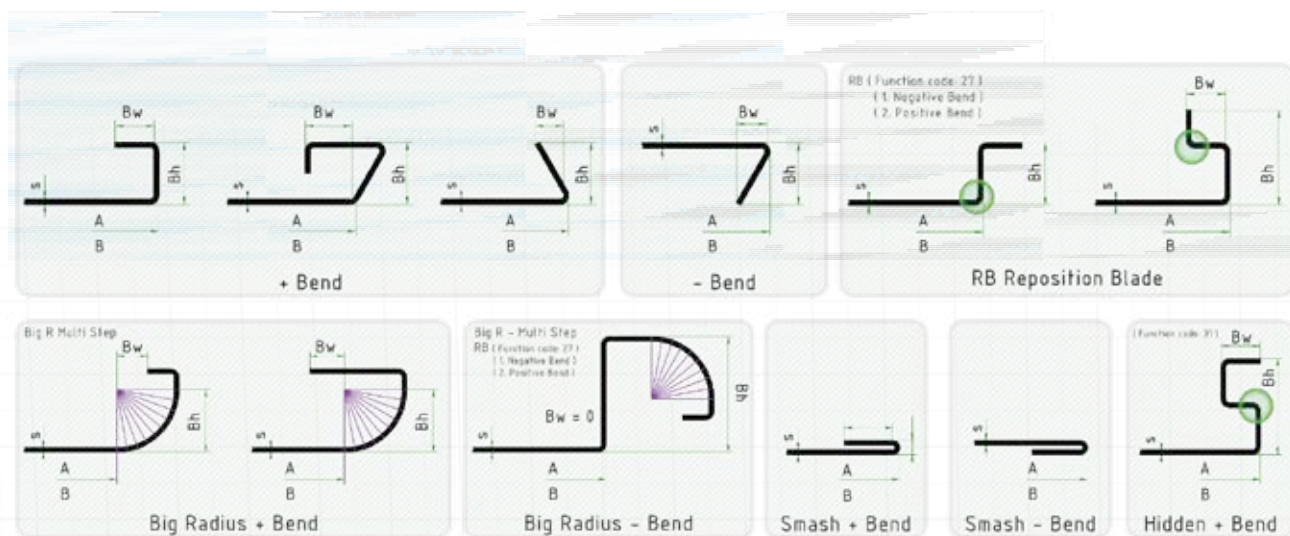 Bw
s
Bh
A
B
Bw
s
Bh
A
B
Bw
s
Bh
A
B
+ Bend
Bw
s
Bh
A
B
- Bend
RB ( Function code: 27 )
( 1. Negative Bend )
( 2. Positive Bend )
s
Bh
A
B
Bw
s
Bh
A
B
RB Reposition Blade
Big R Multi Step
Bw
s
Bh
A
B
Bw
s
Bh
A
B
Big Radius + Bend
Big R - Multi Step
RB ( Function code: 27 )
( 1. Negative Bend )
( 2. Positive Bend )
Bw = 0
s
Bh
A
B
Big Radius - Bend
s
A
B
Smash + Bend
s
A
B
Smash - Bend
Bw
s
Bh
A
B
Hidden + Bend